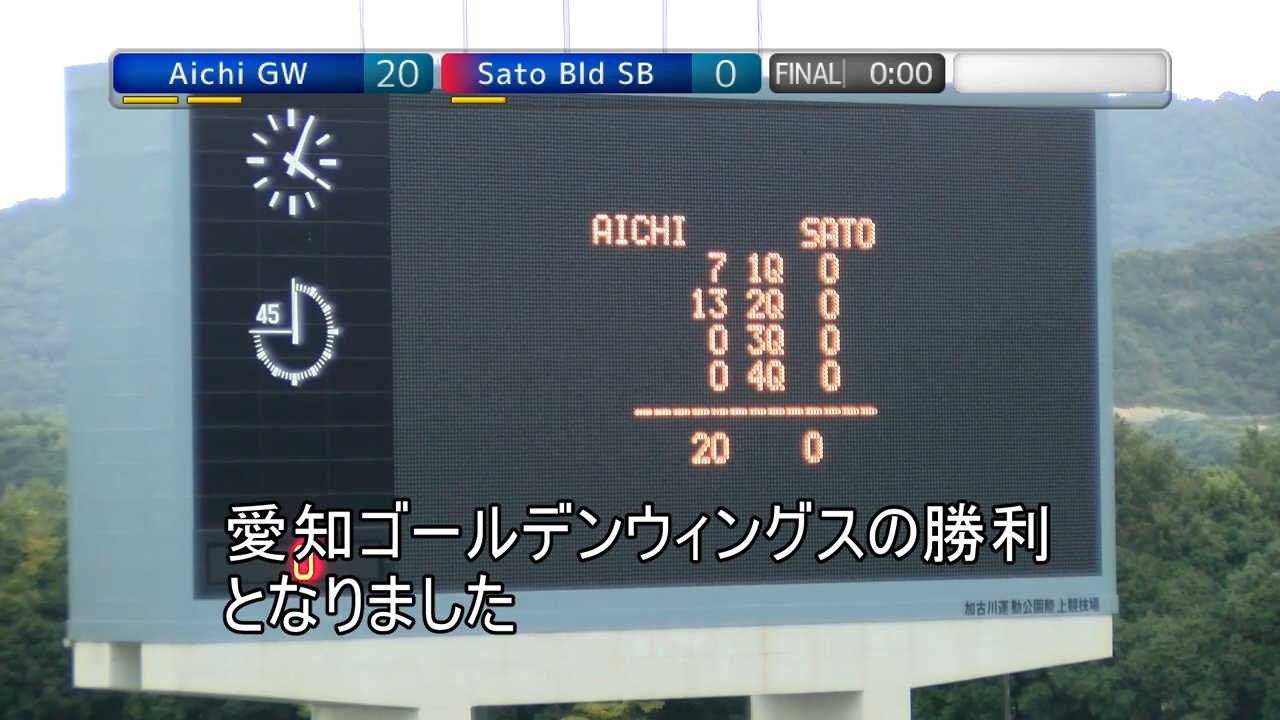 Aichi GW 20 Sato Bld SB 0 FINAL 0:00
45
AICHI SATO
7 1Q 0
13 2Q 0
0 3Q 0
0 4Q 0
20 0
愛知ゴールデンウィングスの勝利
0
となりました
加古川運動公園陸上競技場